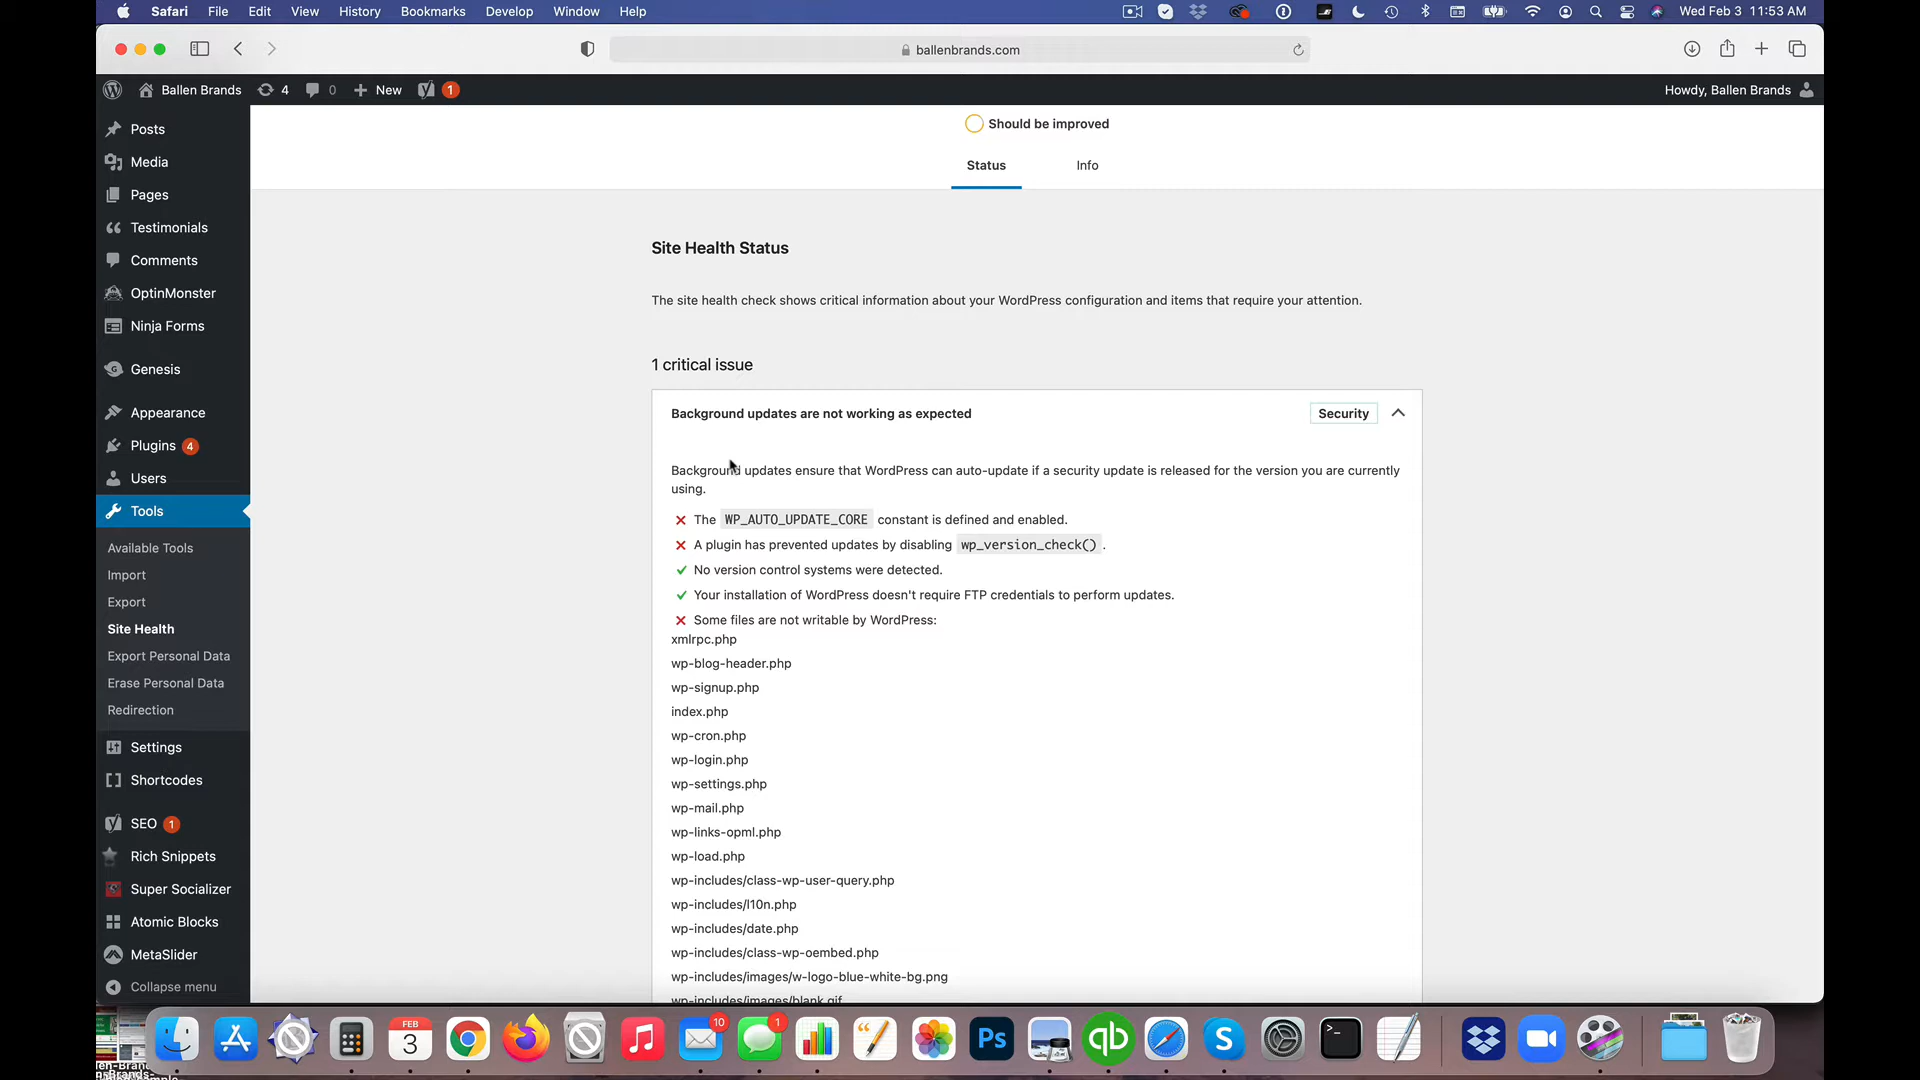 Safari File Edit View History Bookmarks Develop Window Help Wed Feb 3 11:53 AM
ballenbrands.com
Ballen Brands 4 0 New 1 Howdy, Ballen Brands
Posts
Media
Pages
Testimonials
Comments
OptinMonster
Ninja Forms
Genesis
Appearance
Plugins 4
Users
Tools
Available Tools
Import
Export
Site Health
Export Personal Data
Erase Personal Data
Redirection
Settings
Shortcodes
SEO 1
Rich Snippets
Super Socializer
Atomic Blocks
MetaSlider
Collapse menu
Should be improved
Status Info
Site Health Status
The site health check shows critical information about your WordPress configuration and items that require your attention.
1 critical issue
Background updates are not working as expected Security
Background updates ensure that WordPress can auto-update if a security update is released for the version you are currently
using.
The WP_AUTO_UPDATE_CORE constant is defined and enabled.
A plugin has prevented updates by disabling wp_version_check() .
No version control systems were detected.
Your installation of WordPress doesn't require FTP credentials to perform updates.
Some files are not writable by WordPress:
xmlrpc.php
wp-blog-header.php
wp-signup.php
index.php
wp-cron.php
wp-login.php
wp-settings.php
wp-mail.php
wp-links-opml.php
wp-load.php
wp-includes/class-wp-user-query.php
wp-includes/l10n.php
wp-includes/date.php
wp-includes/class-wp-oembed.php
wp-includes/images/w-logo-blue-white-bg.png
wp-includes/images/blank.gif
FEB
3
10
1
Ps
qb
S